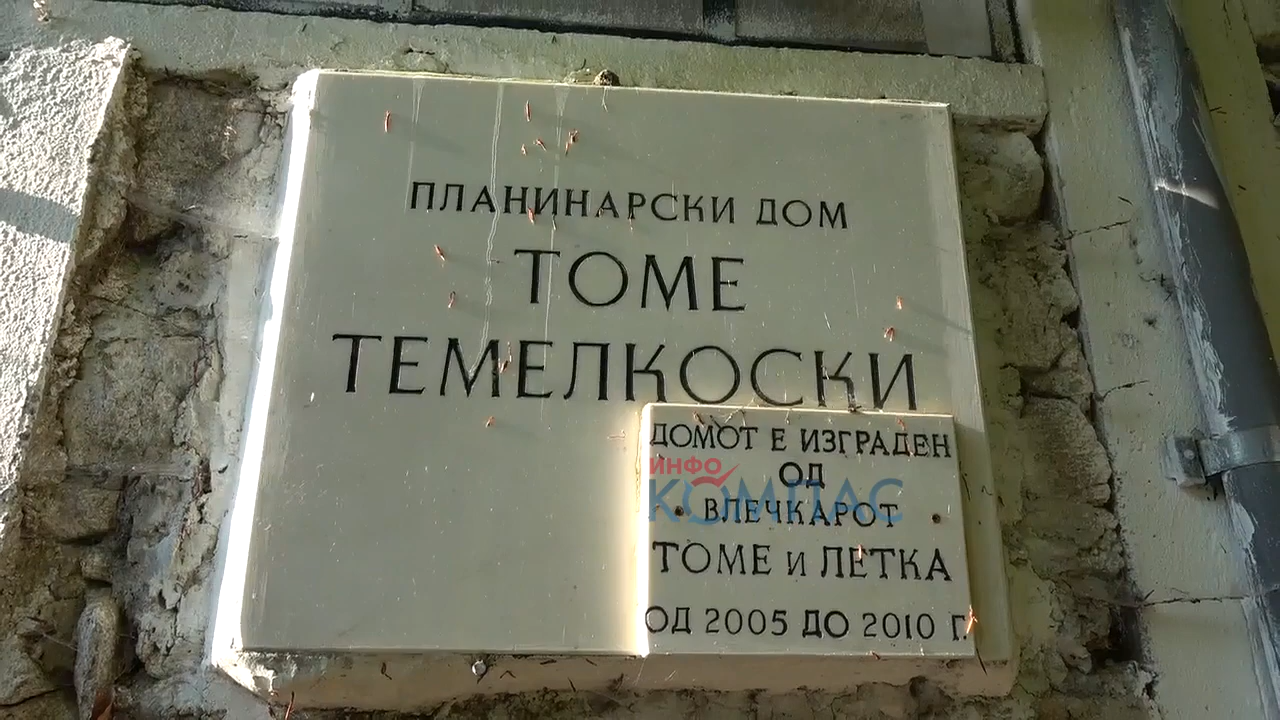 ПЛАНИНАРСКИ ДОМ
ТОМЕ
ТЕМЕЛКОСКИ
ДОМОТ Е ИЗГРАДЕН
ОД
ВЛЕЧКАРОТ
ТОМЕ и ЛЕТКА
ОД 2005 ДО 2010 Г.
ИНФО
КОМПАС